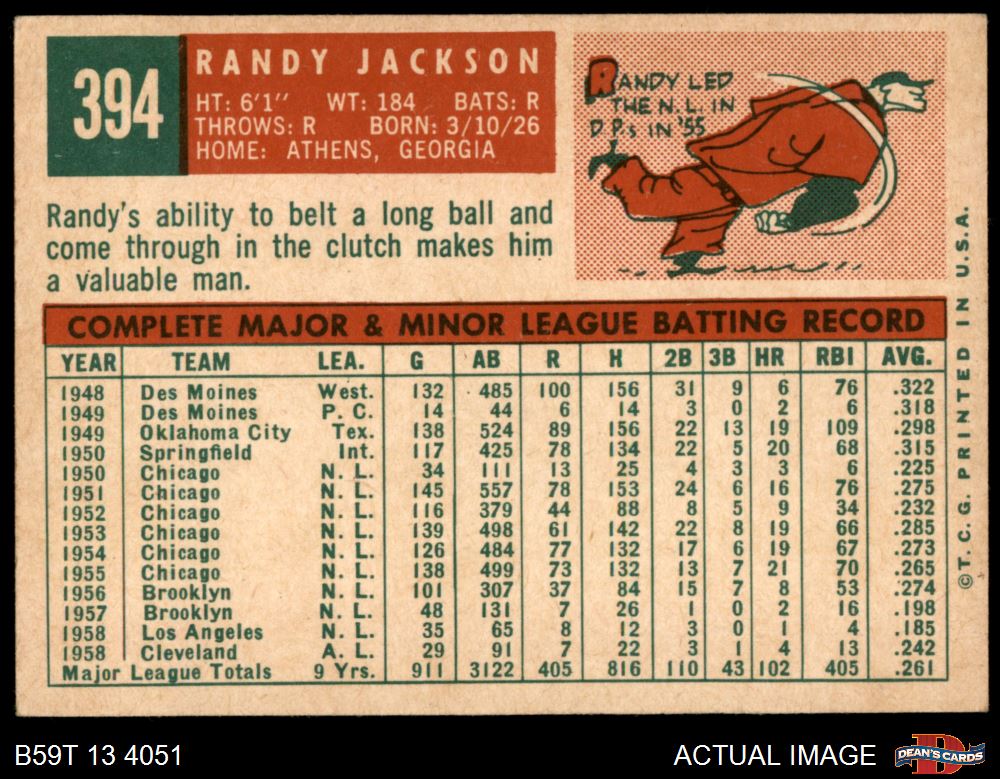 394
RANDY JACKSON
HT: 6'1" WT: 184 BATS: R
THROWS: R BORN: 3/10/26
HOME: ATHENS, GEORGIA
RANDY LED
THE N.L. IN
D.P.s IN '55
Randy's ability to belt a long ball and
come through in the clutch makes him
a valuable man.
COMPLETE MAJOR & MINOR LEAGUE BATTING RECORD
YEAR TEAM LEA. G AB R H 2B 3B HR RBI AVG.
1948 Des Moines West. 132 485 100 156 31 9 6 76 .322
1949 Des Moines P. C. 14 44 6 14 3 0 2 6 .318
1949 Oklahoma City Tex. 138 524 89 156 22 13 19 109 .298
1950 Springfield Int. 117 425 78 134 22 5 20 68 .315
1950 Chicago N. L. 34 111 13 25 4 3 3 6 .225
1951 Chicago N. L. 145 557 78 153 24 6 16 76 .275
1952 Chicago N. L. 116 379 44 88 8 5 9 34 .232
1953 Chicago N. L. 139 498 61 142 22 8 19 66 .285
1954 Chicago N. L. 126 484 77 132 17 6 19 67 .273
1955 Chicago N. L. 138 499 73 132 13 7 21 70 .265
1956 Brooklyn N. L. 101 307 37 84 15 7 8 53 .274
1957 Brooklyn N. L. 48 131 7 26 1 0 2 16 .198
1958 Los Angeles N. L. 35 65 8 12 3 0 1 4 .185
1958 Cleveland A. L. 29 91 7 22 3 1 4 13 .242
Major League Totals 9 Yrs. 911 3122 405 816 110 43 102 405 .261
©T. C. G. PRINTED IN U.S.A.
B59T 13 4051
ACTUAL IMAGE
DEAN'S CARDS